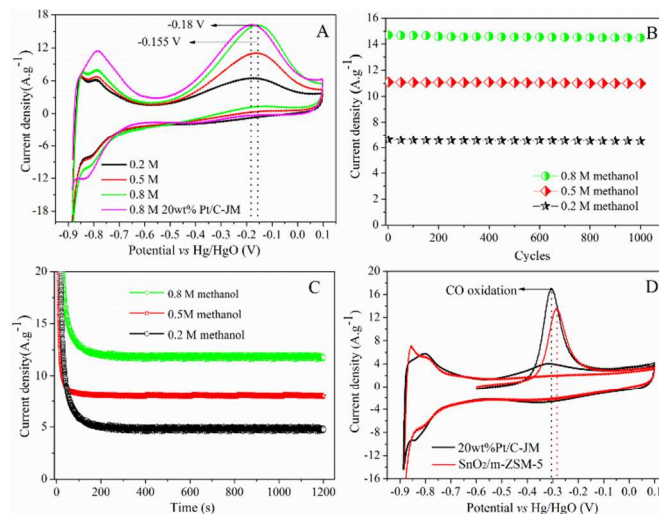 A
-0.18 V
-0.155 V
Current density(A.g-1)
18
12
6
0
-6
-12
-18
0.2 M
0.5 M
0.8 M
0.8 M 20wt% Pt/C-JM
-0.9 -0.8 -0.7 -0.6 -0.5 -0.4 -0.3 -0.2 -0.1 0.0 0.1
Potential vs Hg/HgO (V)
B
Current density (A.g-1)
16
14
12
10
8
6
4
2
0
0.8 M methanol
0.5 M methanol
0.2 M methanol
0 200 400 600 800 1000
Cycles
C
Current density(A.g-1)
20
15
10
5
0
0.8 M methanol
0.5M methanol
0.2 M methanol
0 200 400 600 800 1000 1200
Time (s)
D
CO oxidation
Current density (A.g-1)
20
16
12
8
4
0
-4
-8
-12
-16
20wt%Pt/C-JM
SnO2/m-ZSM-5
-0.9 -0.8 -0.7 -0.6 -0.5 -0.4 -0.3 -0.2 -0.1 0.0 0.1
Potential vs Hg/HgO (V)